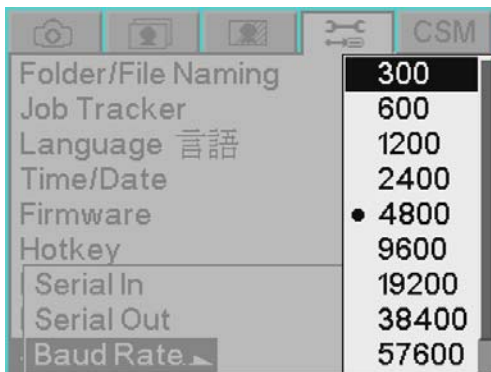 CSM
Folder/File Naming
Job Tracker
Language 言語
Time/Date
Firmware
Hotkey
Serial In
Serial Out
Baud Rate
300
600
1200
2400
4800
9600
19200
38400
57600